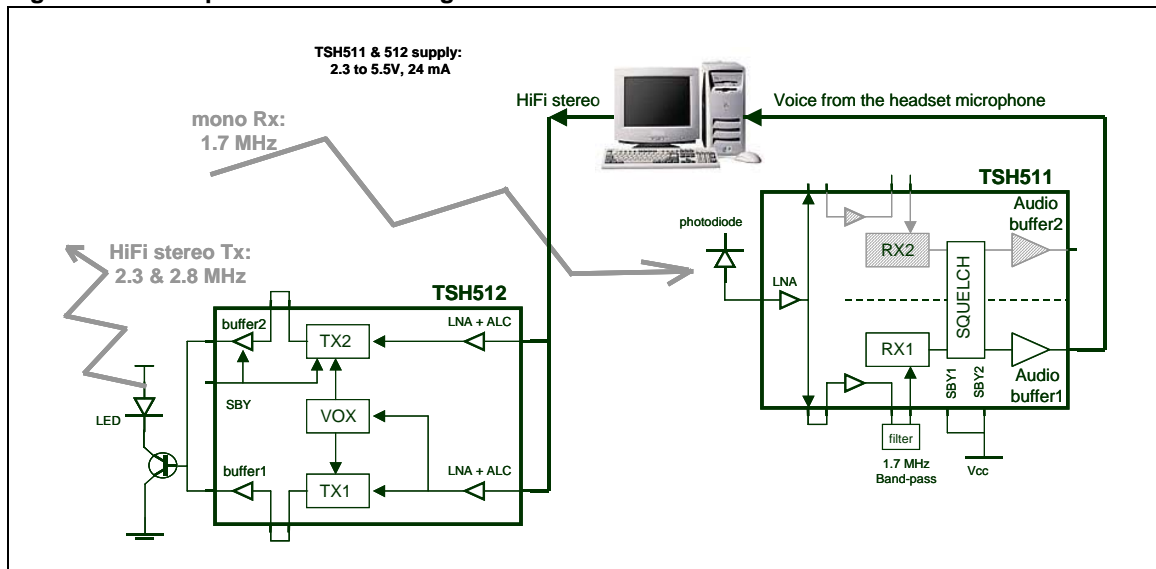 TSH511 & 512 supply:
2.3 to 5.5V, 24 mA
HiFi stereo
Voice from the headset microphone
mono Rx:
1.7 MHz
HiFi stereo Tx:
2.3 & 2.8 MHz
TSH512
buffer2
TX2
LNA + ALC
SBY
VOX
LED
buffer1
TX1
LNA + ALC
TSH511
photodiode
LNA
RX2
Audio
buffer2
SQUELCH
RX1
Audio
buffer1
SBY1
SBY2
filter
1.7 MHz
Band-pass
Vcc